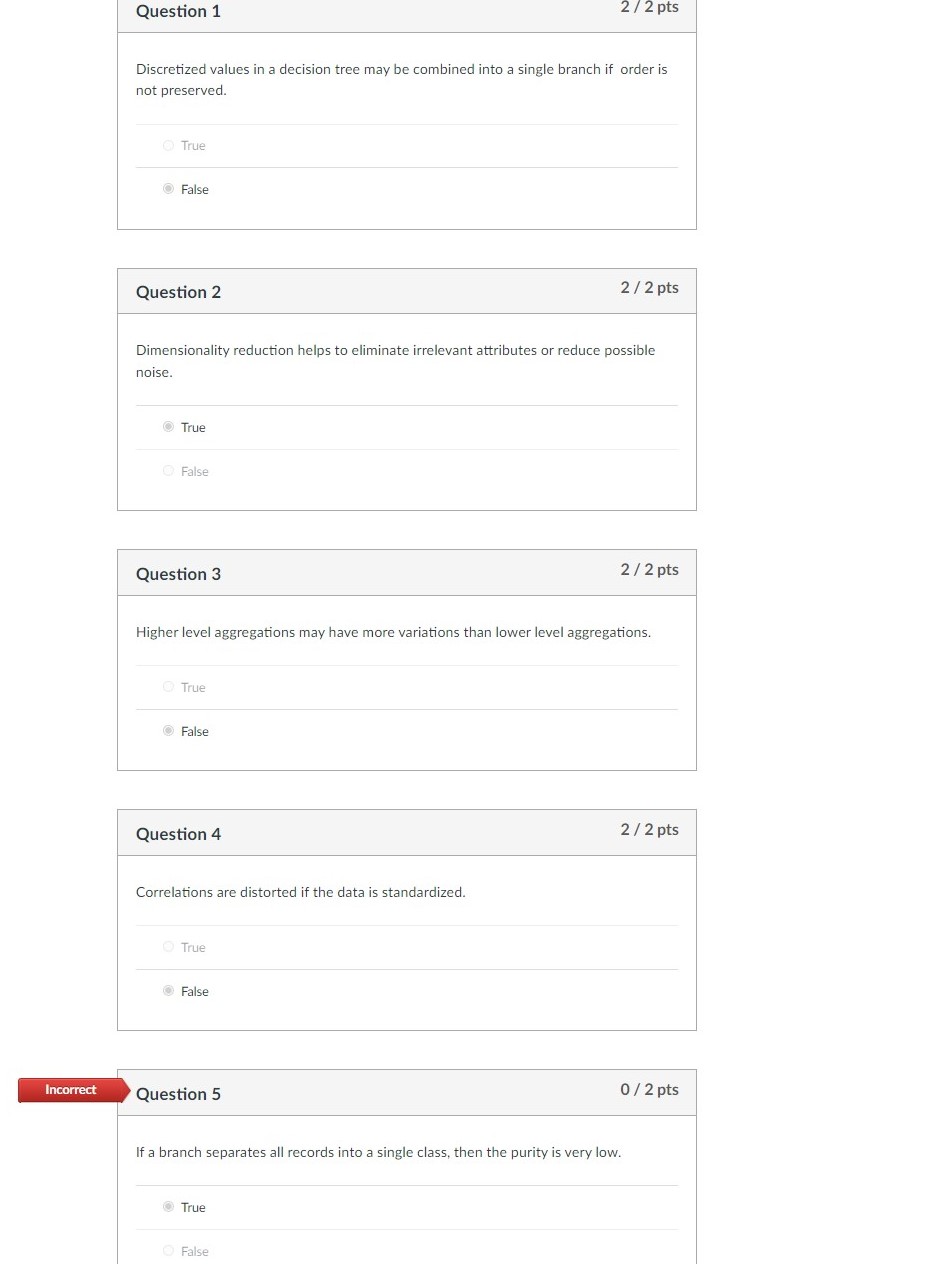 Question 1
2 / 2 pts
Discretized values in a decision tree may be combined into a single branch if  order is
not preserved.
True
False
Question 2
2 / 2 pts
Dimensionality reduction helps to eliminate irrelevant attributes or reduce possible
noise.
True
False
Question 3
2 / 2 pts
Higher level aggregations may have more variations than lower level aggregations.
True
False
Question 4
2 / 2 pts
Correlations are distorted if the data is standardized.
True
False
Incorrect
Question 5
0 / 2 pts
If a branch separates all records into a single class, then the purity is very low.
True
False